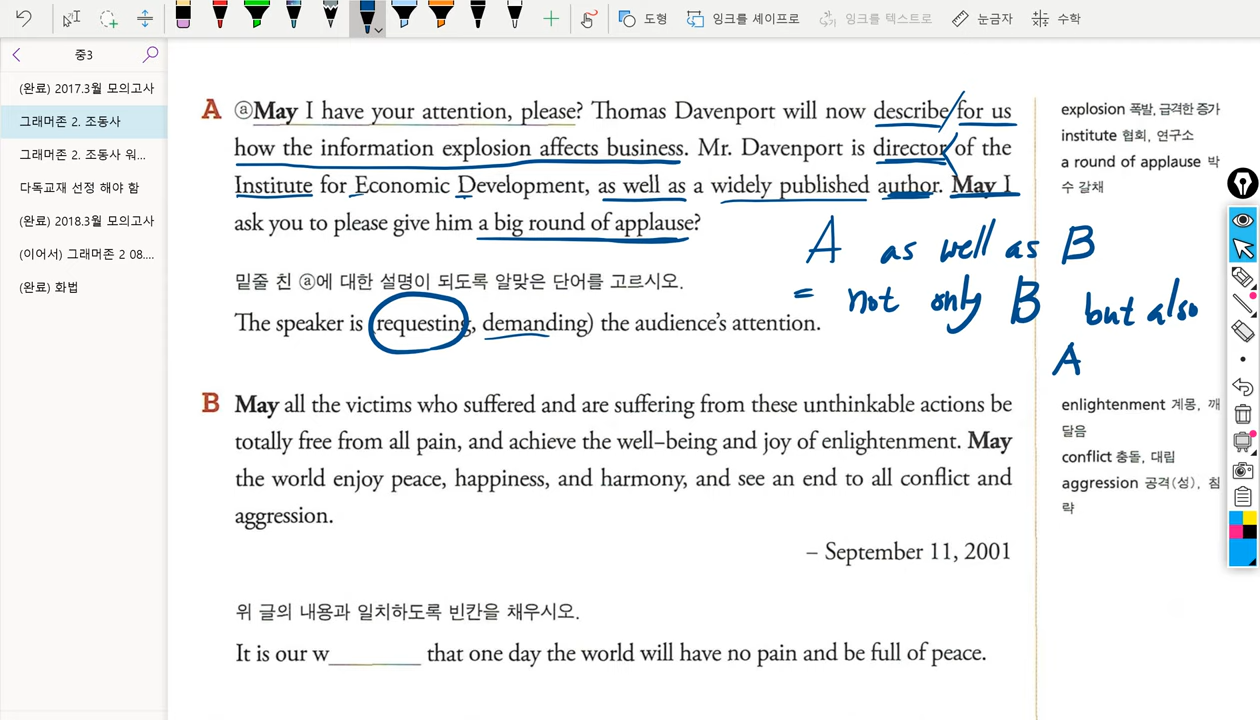 도형
잉크를 셰이프로
잉크를 텍스트로
눈금자
수학
중3
(완료) 2017.3월 모의고사
그래머존 2. 조동사
그래머존 2. 조동사 워...
다독교재 선정 해야 함
(완료) 2018.3월 모의고사
(이어서) 그래머존 2 08....
(완료) 화법
A ⓐMay I have your attention, please? Thomas Davenport will now describe for us
how the information explosion affects business. Mr. Davenport is director of the
Institute for Economic Development, as well as a widely published author. May I
ask you to please give him a big round of applause?
explosion 폭발, 급격한 증가
institute 협회, 연구소
a round of applause 박
수 갈채
A as well as B
= not only B but also
A
밑줄 친 ⓐ에 대한 설명이 되도록 알맞은 단어를 고르시오.
The speaker is (requesting, demanding) the audience's attention.
B May all the victims who suffered and are suffering from these unthinkable actions be
totally free from all pain, and achieve the well–being and joy of enlightenment. May
the world enjoy peace, happiness, and harmony, and see an end to all conflict and
aggression.
– September 11, 2001
enlightenment 계몽, 깨
달음
conflict 충돌, 대립
aggression 공격(성), 침
략
위 글의 내용과 일치하도록 빈칸을 채우시오.
It is our w________ that one day the world will have no pain and be full of peace.